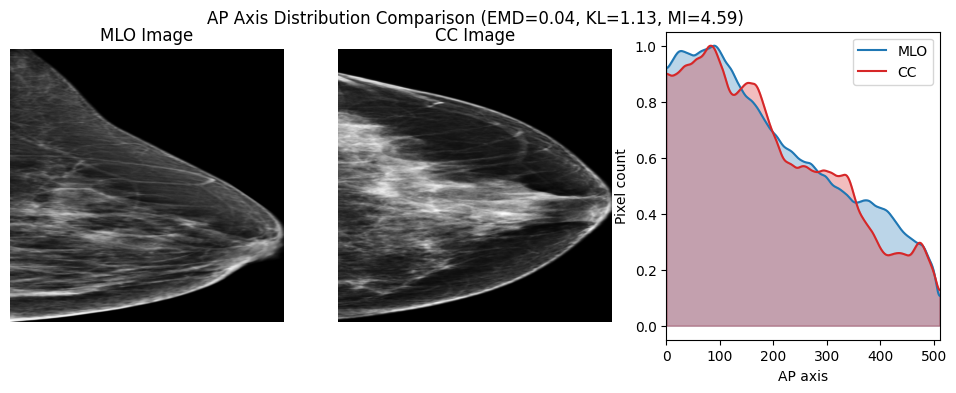 AP Axis Distribution Comparison (EMD=0.04, KL=1.13, MI=4.59)
MLO Image
CC Image
MLO
CC
Pixel count
1.0
0.8
0.6
0.4
0.2
0.0
0 100 200 300 400 500
AP axis